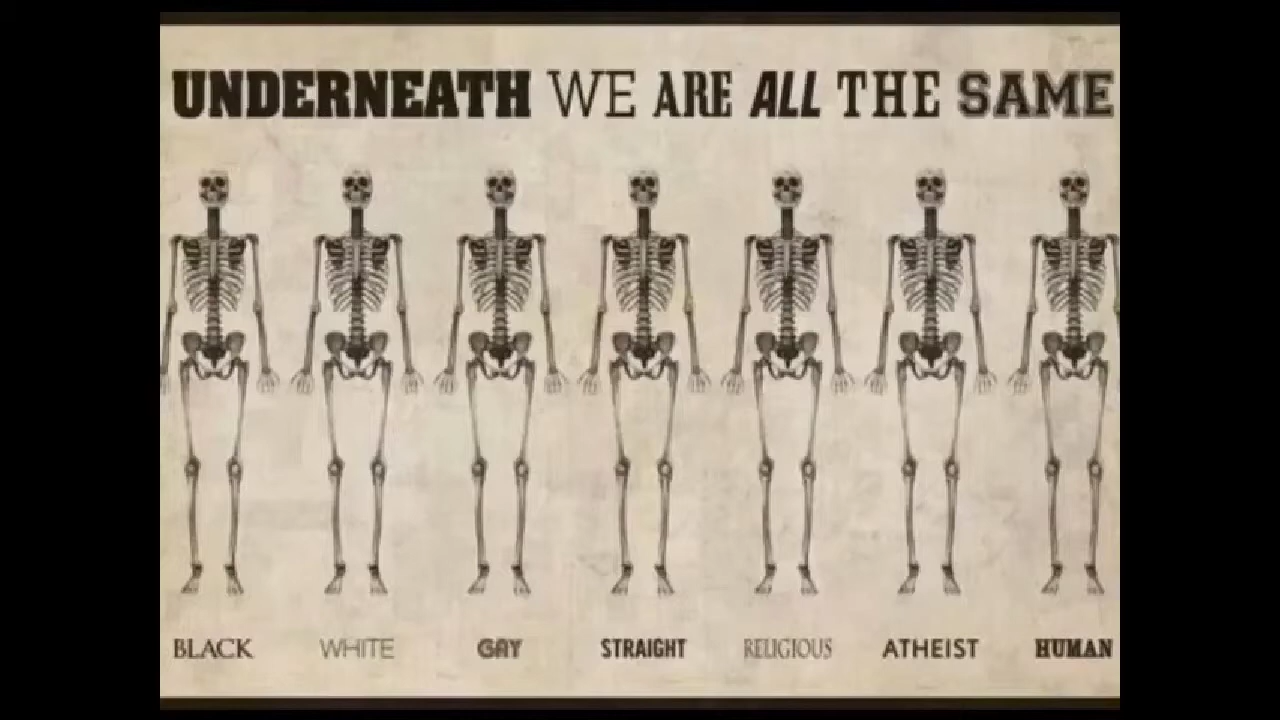 UNDERNEATH WE ARE ALL THE SAME
BLACK WHITE GAY STRAIGHT RELIGIOUS ATHEIST HUMAN